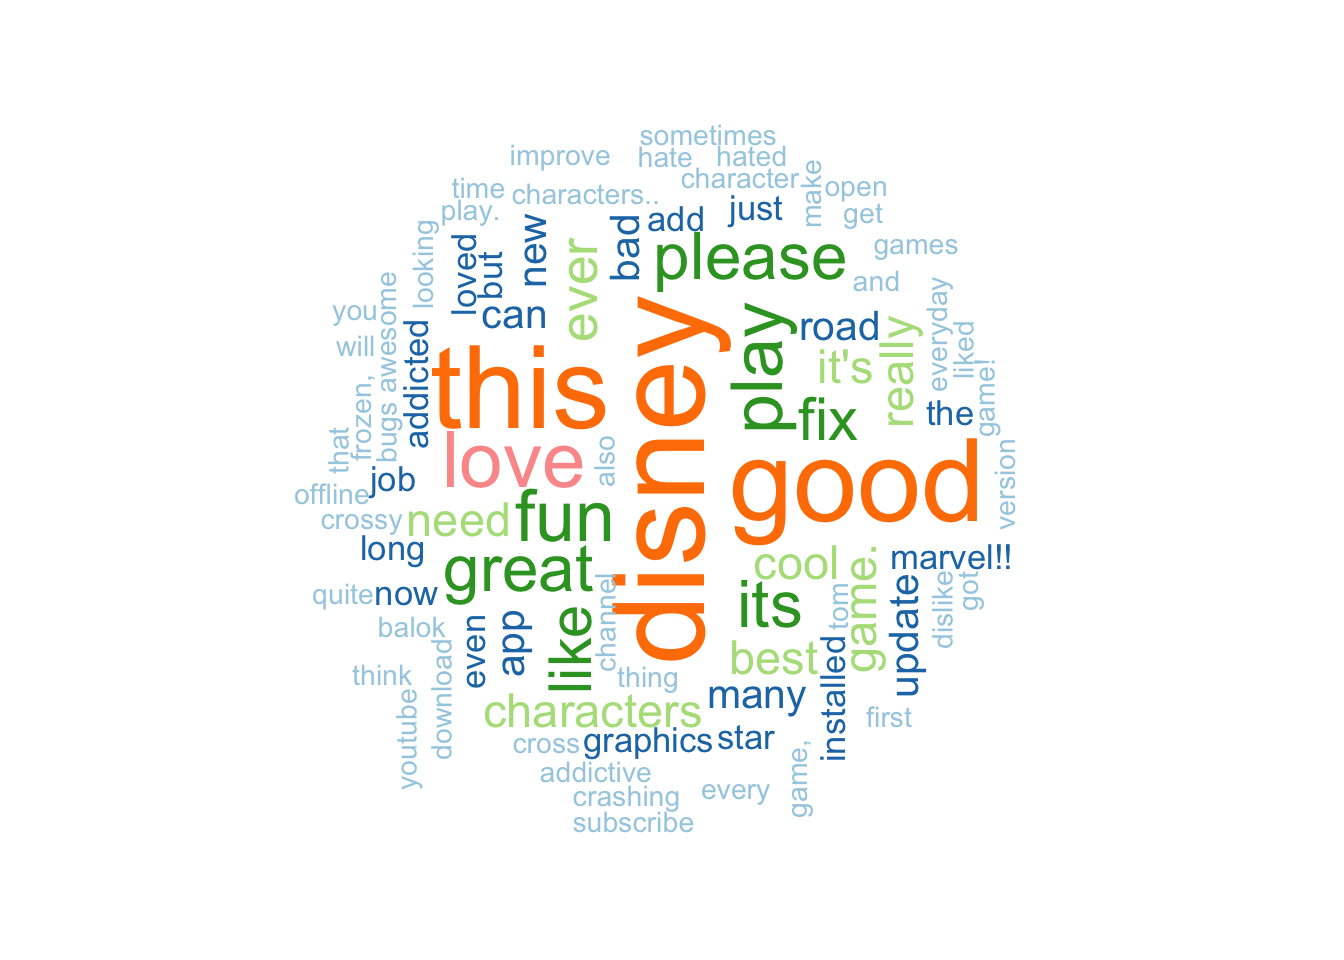 sometimes
improve
hate
hated
character
time
characters..
make
open
play.
add
just
get
looking
loved
but
new
ever
bad
please
games
and
you
awesome
can
road
everyday
will
addicted
this
disney
play
it's
really
liked
frozen,
bugs
fix
the
game!
that
love
also
good
version
job
offline
crossy
need
fun
long
great
cool
game.
marvel!!
quite
now
channel
its
tom
update
dislike
got
balok
even
app
like
best
installed
think
download
thing
many
first
youtube
characters
cross
graphics
star
game,
addictive
crashing
every
subscribe